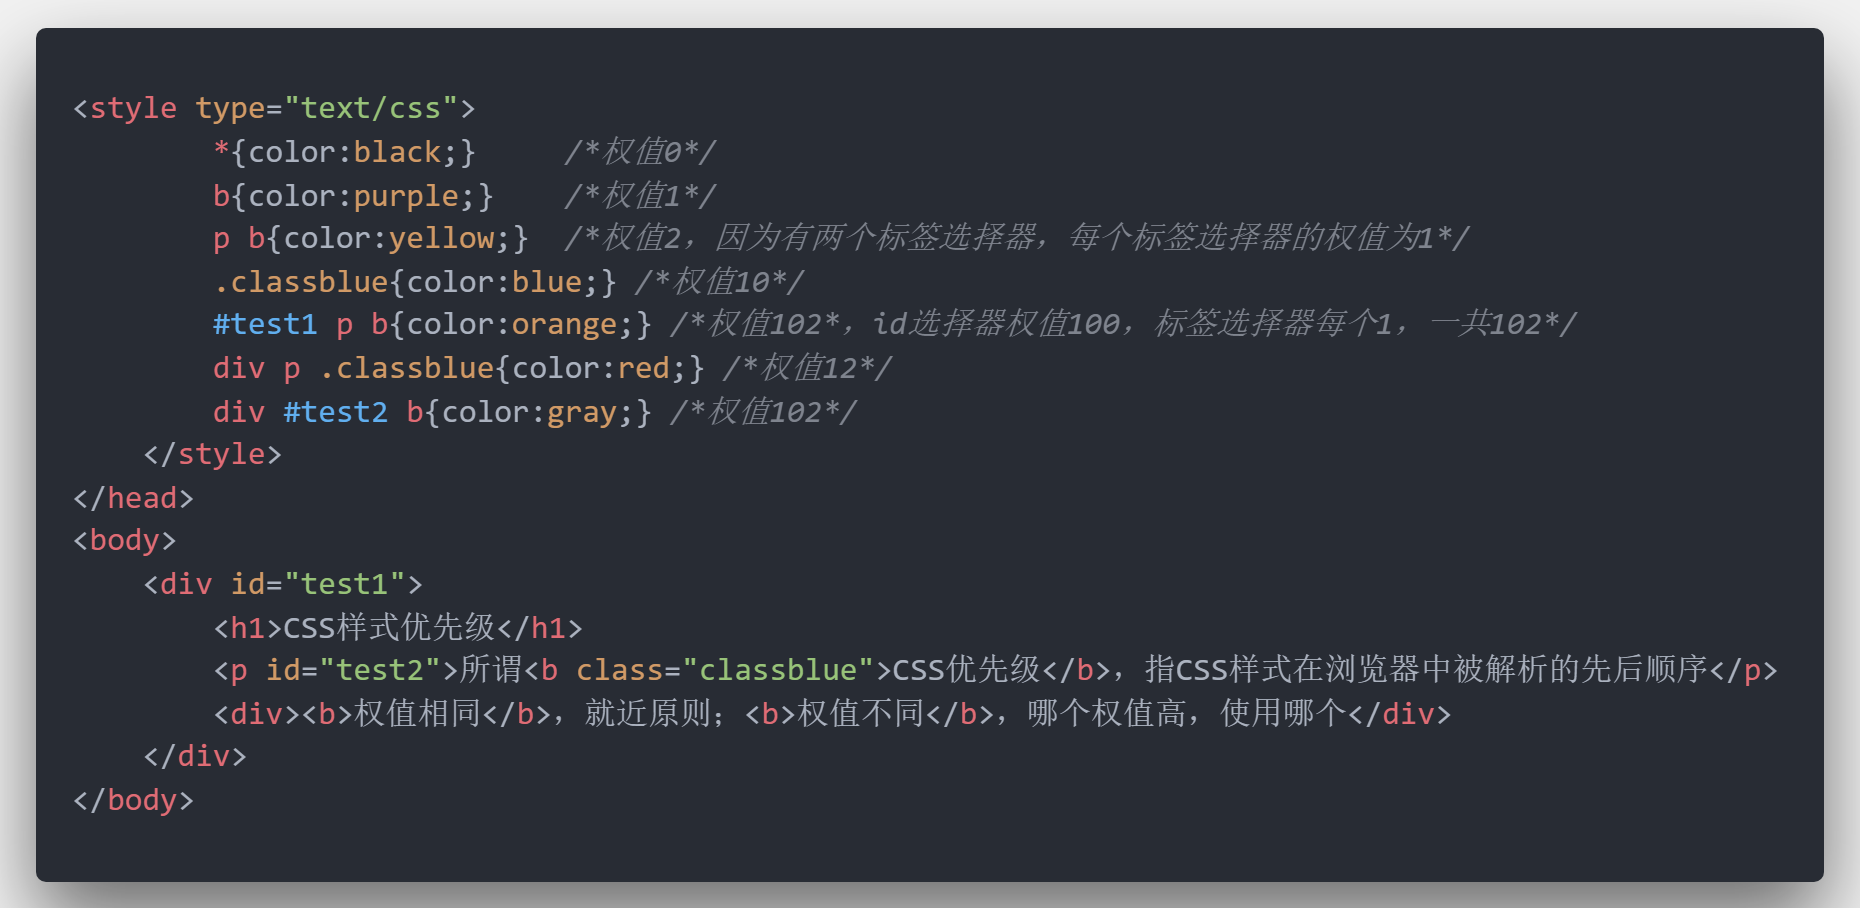 <style type="text/css">
        *{color:black;}     /*权值0*/
        b{color:purple;}    /*权值1*/
        p b{color:yellow;}  /*权值2，因为有两个标签选择器，每个标签选择器的权值为1*/
        .classblue{color:blue;} /*权值10*/
        #test1 p b{color:orange;} /*权值102*，id选择器权值100，标签选择器每个1，一共102*/
        div p .classblue{color:red;} /*权值12*/
        div #test2 b{color:gray;} /*权值102*/
    </style>
</head>
<body>
    <div id="test1">
        <h1>CSS样式优先级</h1>
        <p id="test2">所谓<b class="classblue">CSS优先级</b>，指CSS样式在浏览器中被解析的先后顺序</p>
        <div><b>权值相同</b>，就近原则；<b>权值不同</b>，哪个权值高，使用哪个</div>
    </div>
</body>